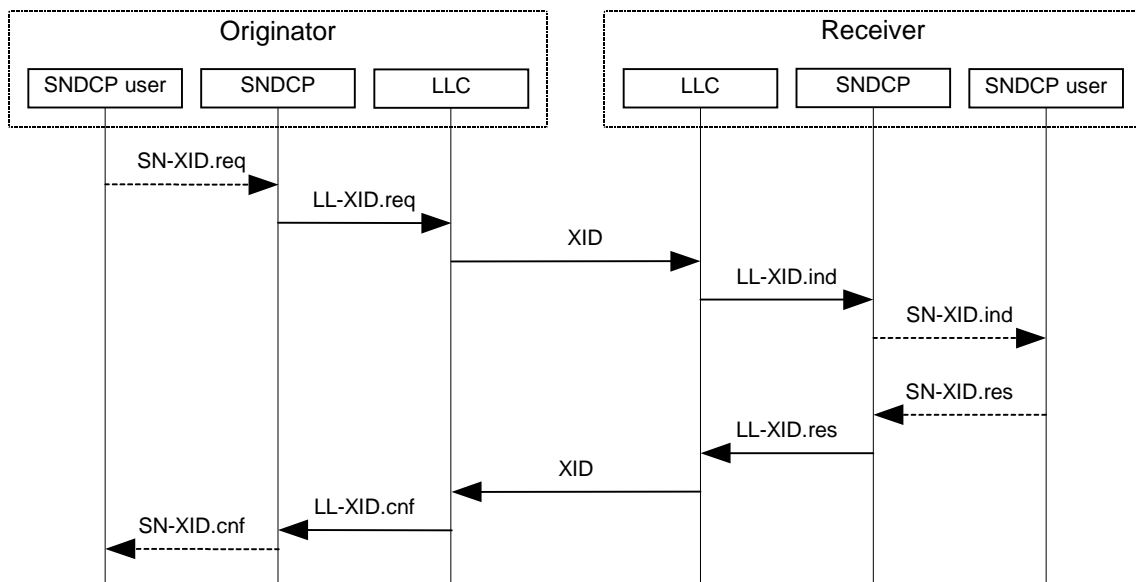 Originator
Receiver
SNDCP user
SNDCP
LLC
LLC
SNDCP
SNDCP user
SN-XID.req
LL-XID.req
XID
LL-XID.ind
SN-XID.ind
SN-XID.res
LL-XID.res
XID
LL-XID.cnf
SN-XID.cnf